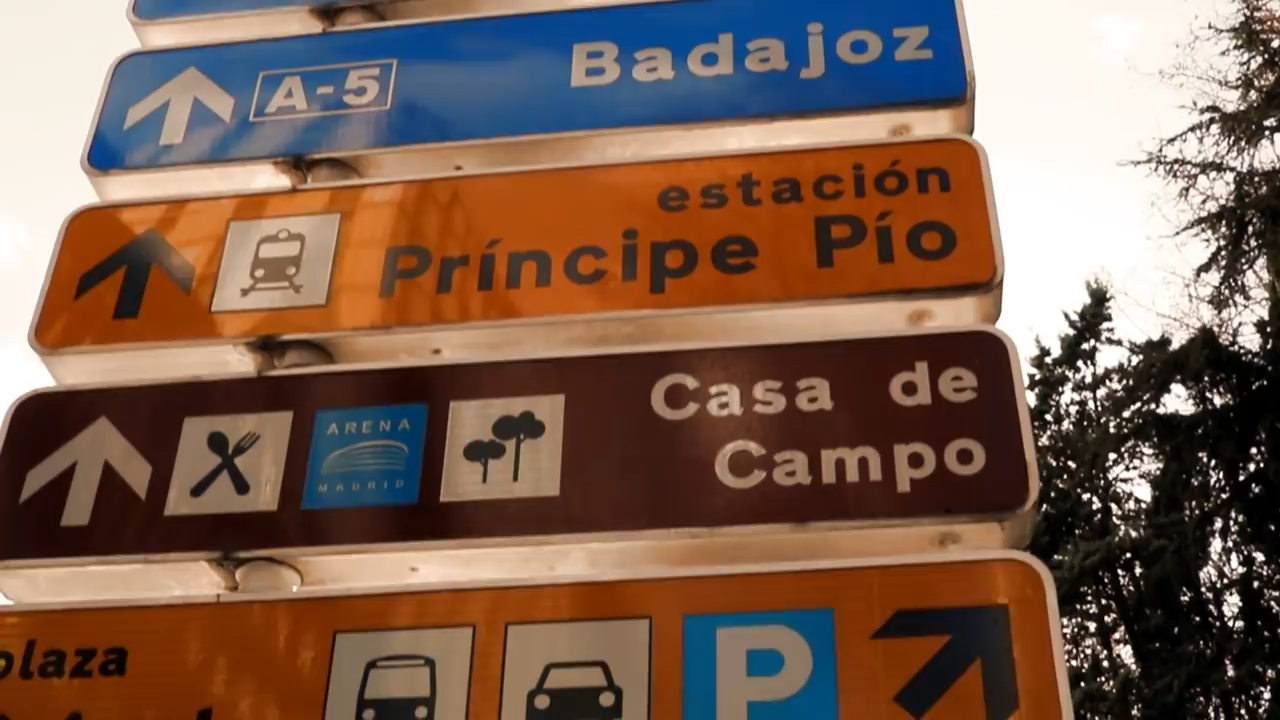 A-5 Badajoz
estación
Príncipe Pío
ARENA
MADRID
Casa de
Campo
plaza
P